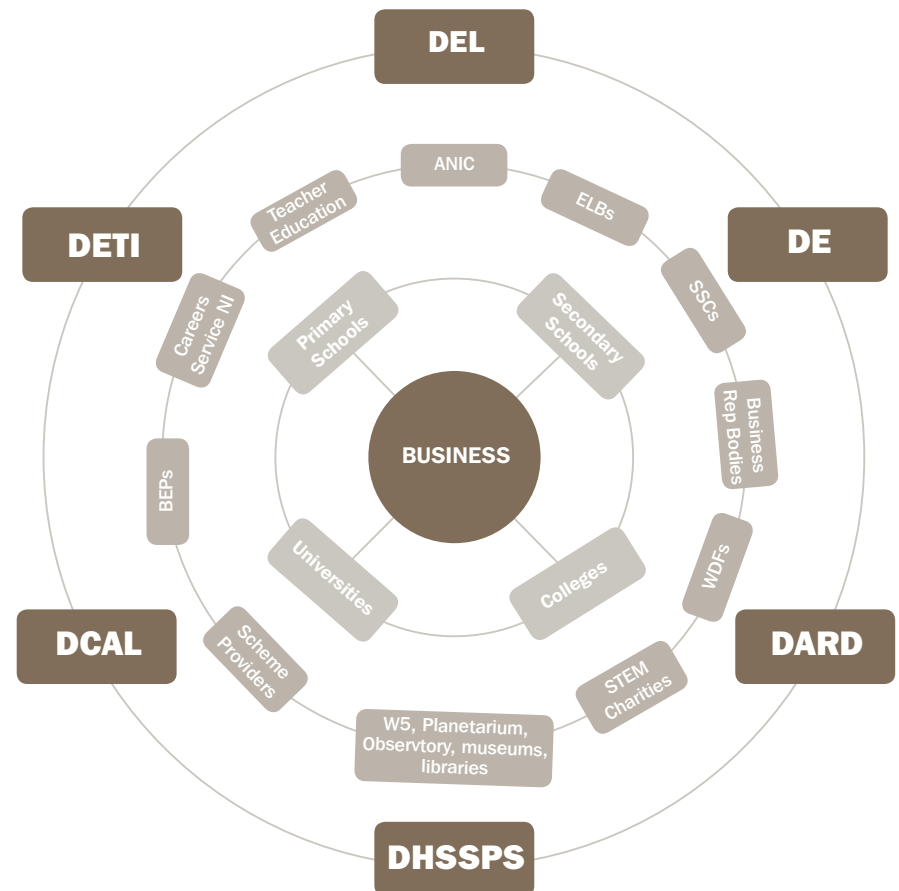 DEL
ANIC
Teacher
Education
ELBs
DETI
DE
Careers
Service NI
SSCs
Primary
Schools
Secondary
Schools
Business
Rep Bodies
BUSINESS
BEPs
WDFs
Universities
Colleges
DCAL
Scheme
Providers
STEM
Charities
DARD
W5, Planetarium,
Observtory, museums,
libraries
DHSSPS